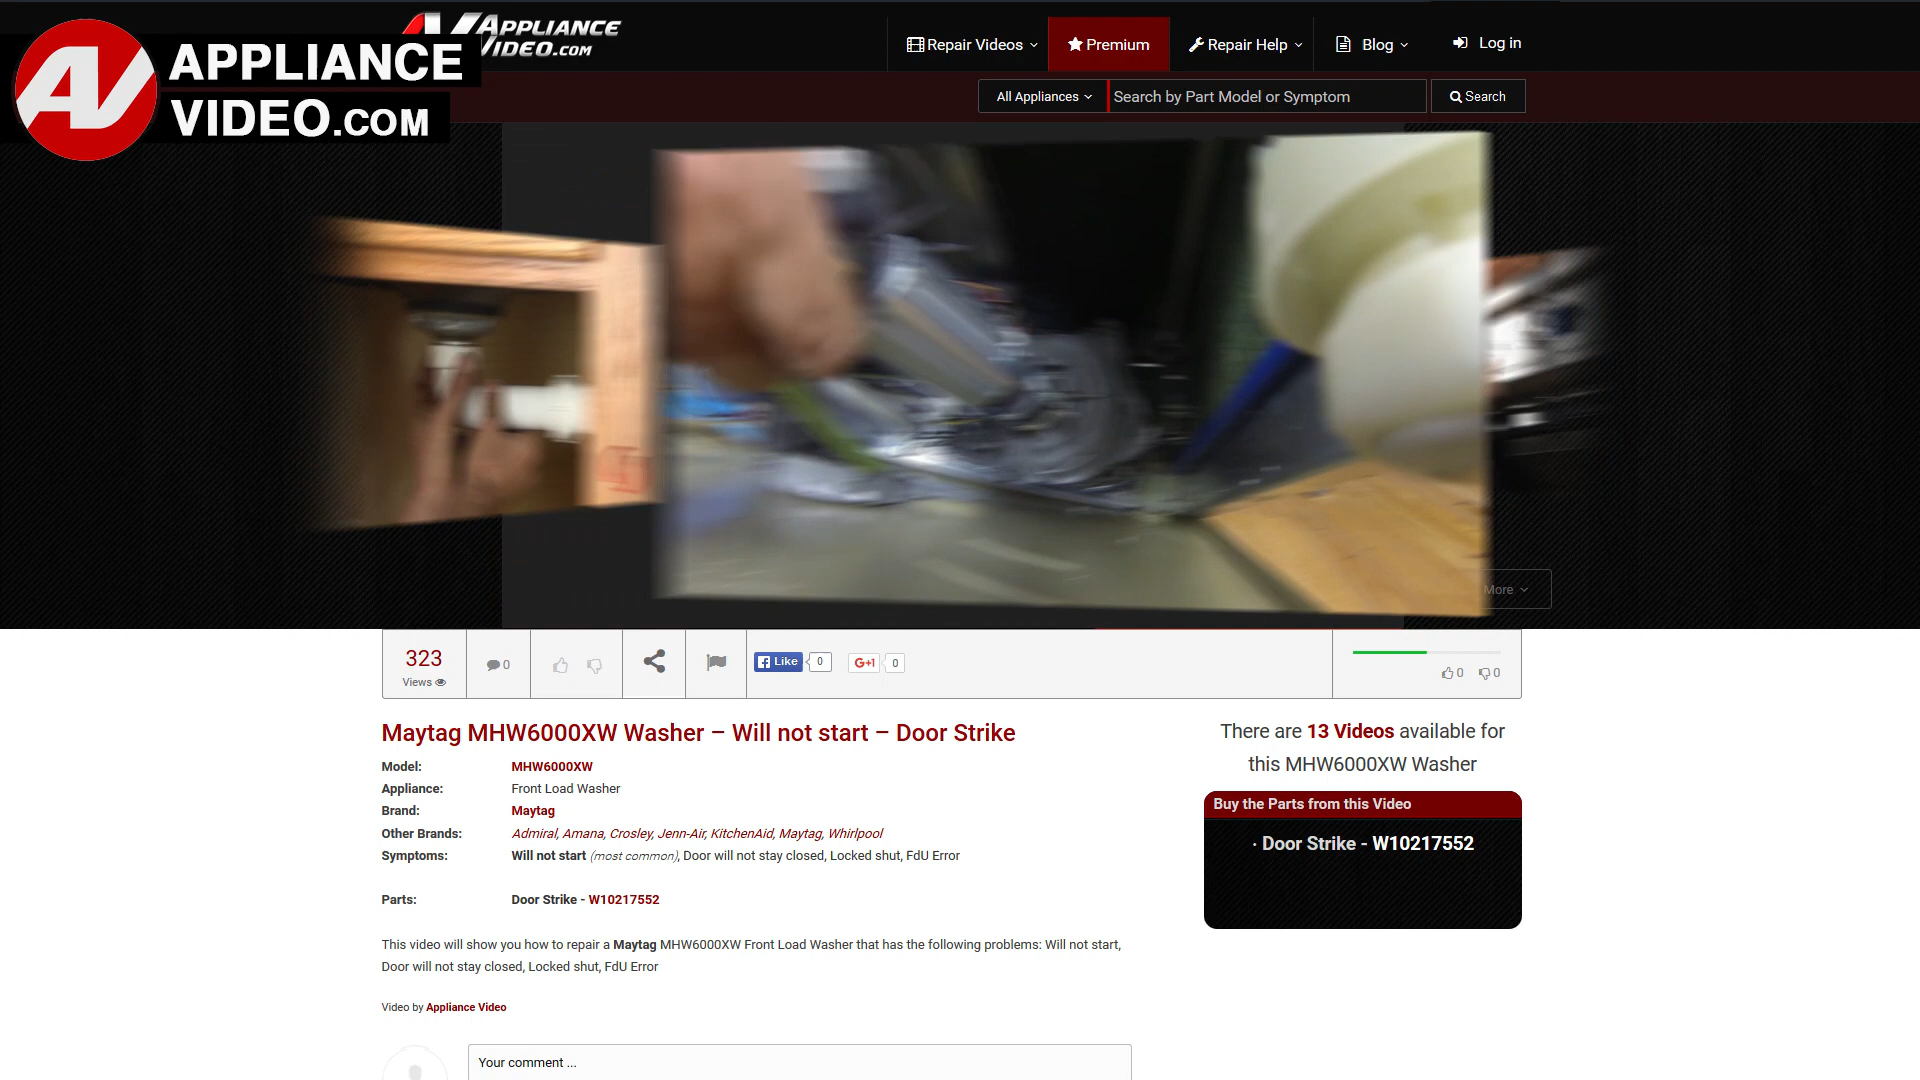 APPLIANCE
VIDEO.COM
APPLIANCE
VIDEO.COM
Repair Videos
Premium
Repair Help
Blog
Log in
All Appliances
Search by Part Model or Symptom
Search
More
323
Views
0
Like
0
G+1
0
0
0
Maytag MHW6000XW Washer – Will not start – Door Strike
Model: MHW6000XW
Appliance: Front Load Washer
Brand: Maytag
Other Brands: Admiral, Amana, Crosley, Jenn-Air, KitchenAid, Maytag, Whirlpool
Symptoms: Will not start (most common), Door will not stay closed, Locked shut, FdU Error
Parts: Door Strike - W10217552
This video will show you how to repair a Maytag MHW6000XW Front Load Washer that has the following problems: Will not start,
Door will not stay closed, Locked shut, FdU Error
Video by Appliance Video
Your comment ...
There are 13 Videos available for
this MHW6000XW Washer
Buy the Parts from this Video
· Door Strike - W10217552